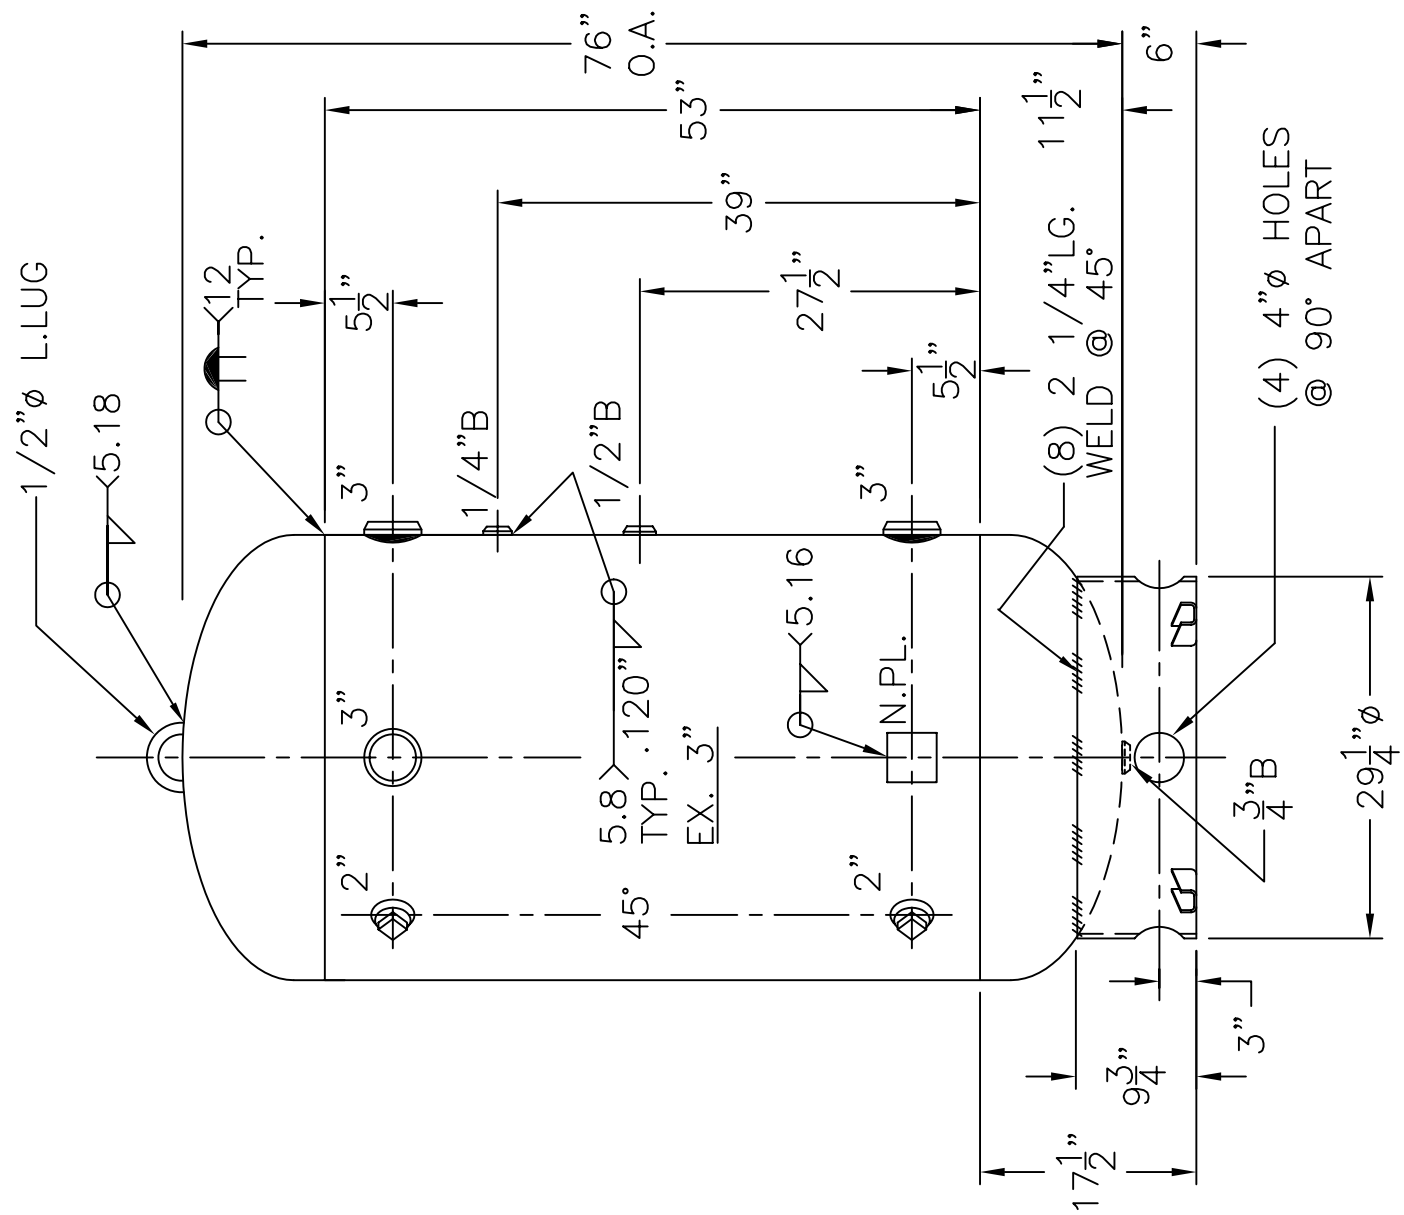 1/2"ø L.LUG
5.18
12
TYP.
76"
O.A.
53"
39"
5 1/2"
27 1/2"
5 1/2"
11 1/2"
6"
3"
1/4"B
1/2"B
3"
(8) 2 1/4"LG.
WELD @ 45°
(4) 4"ø HOLES
@ 90° APART
3"
5.8
TYP. .120"
EX. 3"
5.16
N.PL.
2"
45°
2"
3/4"B
29 1/4"ø
3"
9 3/4"
17 1/2"